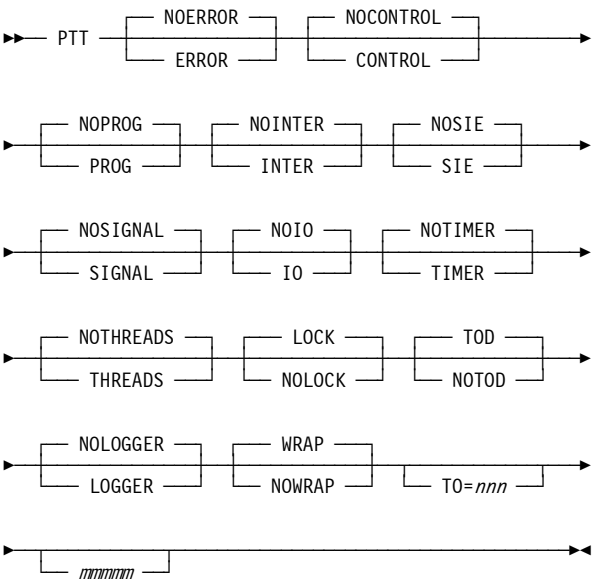 NOERROR NOCONTROL
PTT
ERROR CONTROL
NOPROG NOINTER NOSIE
PROG INTER SIE
NOSIGNAL NOIO NOTIMER
SIGNAL IO TIMER
NOTHREADS LOCK TOD
THREADS NOLOCK NOTOD
NOLOGGER WRAP
LOGGER NOWRAP TO=nnn
mmmmm